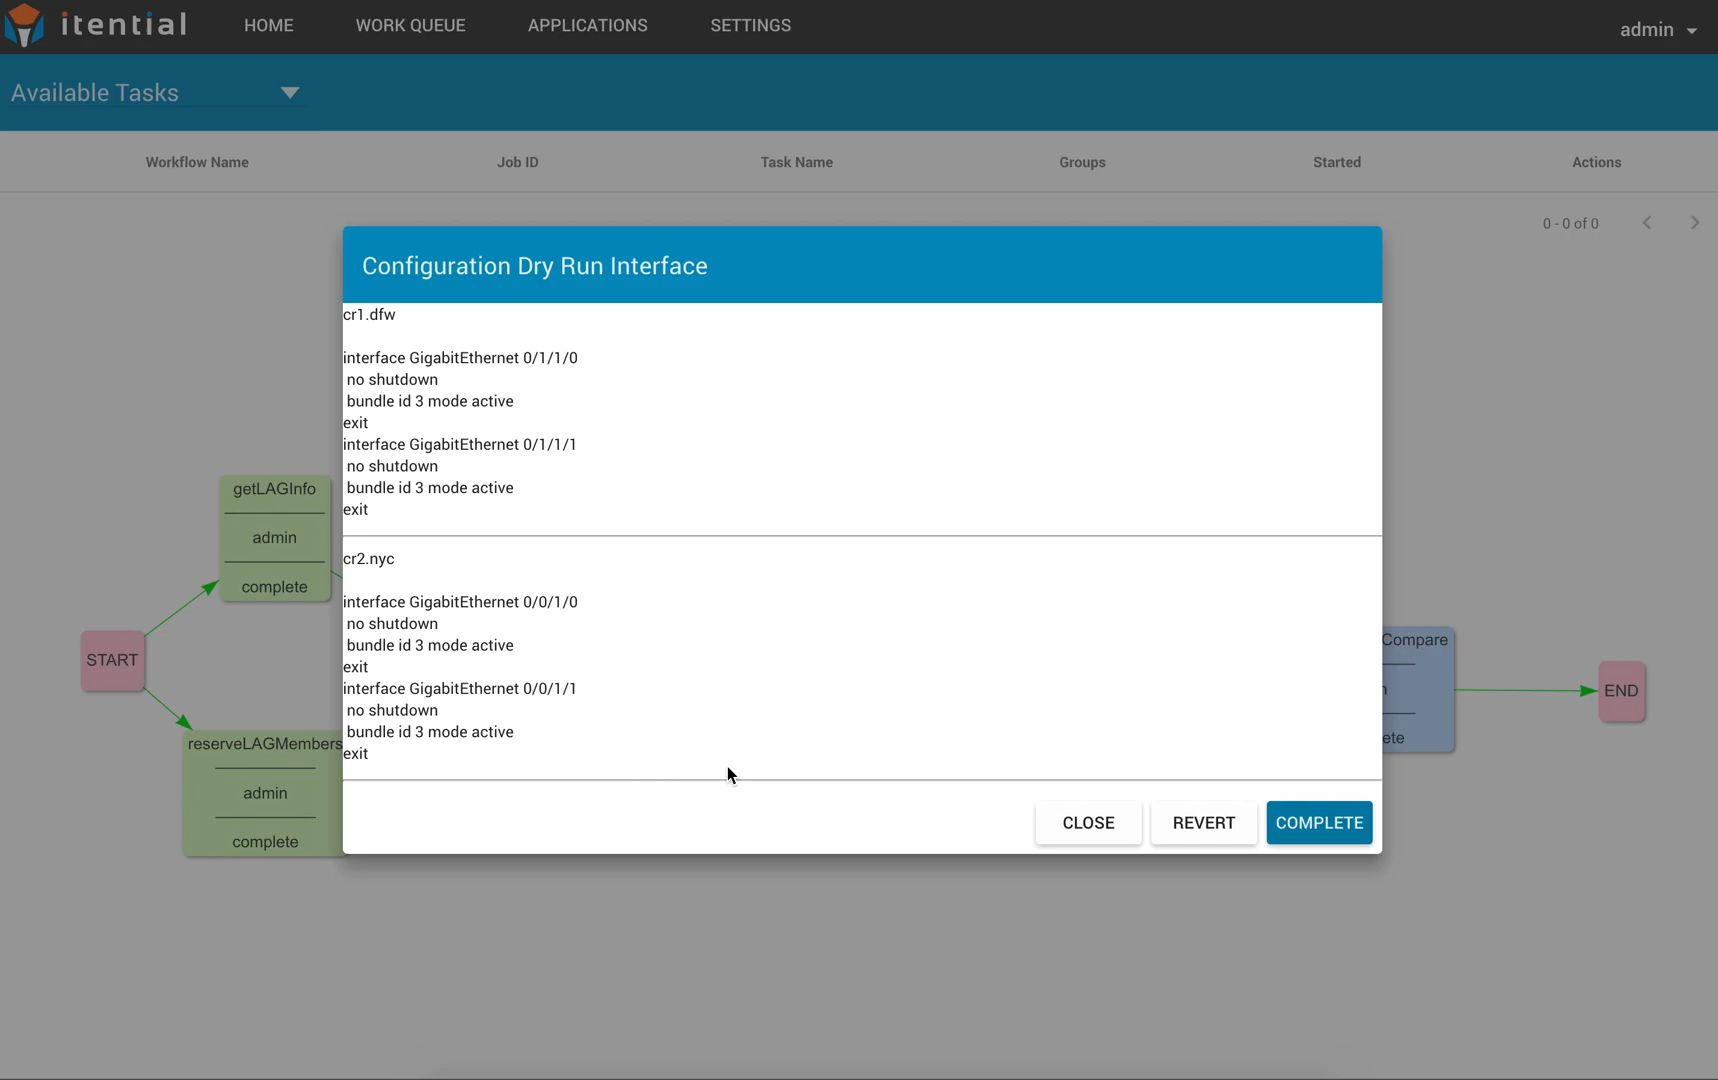 itential
HOME
WORK QUEUE
APPLICATIONS
SETTINGS
admin
Available Tasks
Workflow Name
Job ID
Task Name
Groups
Started
Actions
0 - 0 of 0
Configuration Dry Run Interface
cr1.dfw
interface GigabitEthernet 0/1/1/0
no shutdown
bundle id 3 mode active
exit
interface GigabitEthernet 0/1/1/1
no shutdown
bundle id 3 mode active
exit
cr2.nyc
interface GigabitEthernet 0/0/1/0
no shutdown
bundle id 3 mode active
exit
interface GigabitEthernet 0/0/1/1
no shutdown
bundle id 3 mode active
exit
CLOSE
REVERT
COMPLETE
getLAGInfo
admin
complete
START
reserveLAGMembers
admin
complete
Compare
ete
END